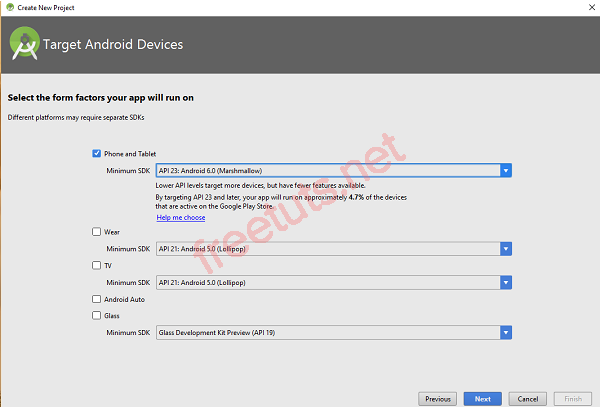 Create New Project
Target Android Devices
Select the form factors your app will run on
Different platforms may require separate SDKs
Phone and Tablet
Minimum SDK API 23: Android 6.0 (Marshmallow)
Lower API levels target more devices, but have fewer features available.
By targeting API 23 and later, your app will run on approximately 4.7% of the devices
that are active on the Google Play Store.
Help me choose
Wear
Minimum SDK API 21: Android 5.0 (Lollipop)
TV
Minimum SDK API 21: Android 5.0 (Lollipop)
Android Auto
Glass
Minimum SDK Glass Development Kit Preview (API 19)
Previous Next Cancel Finish
freetuts.net